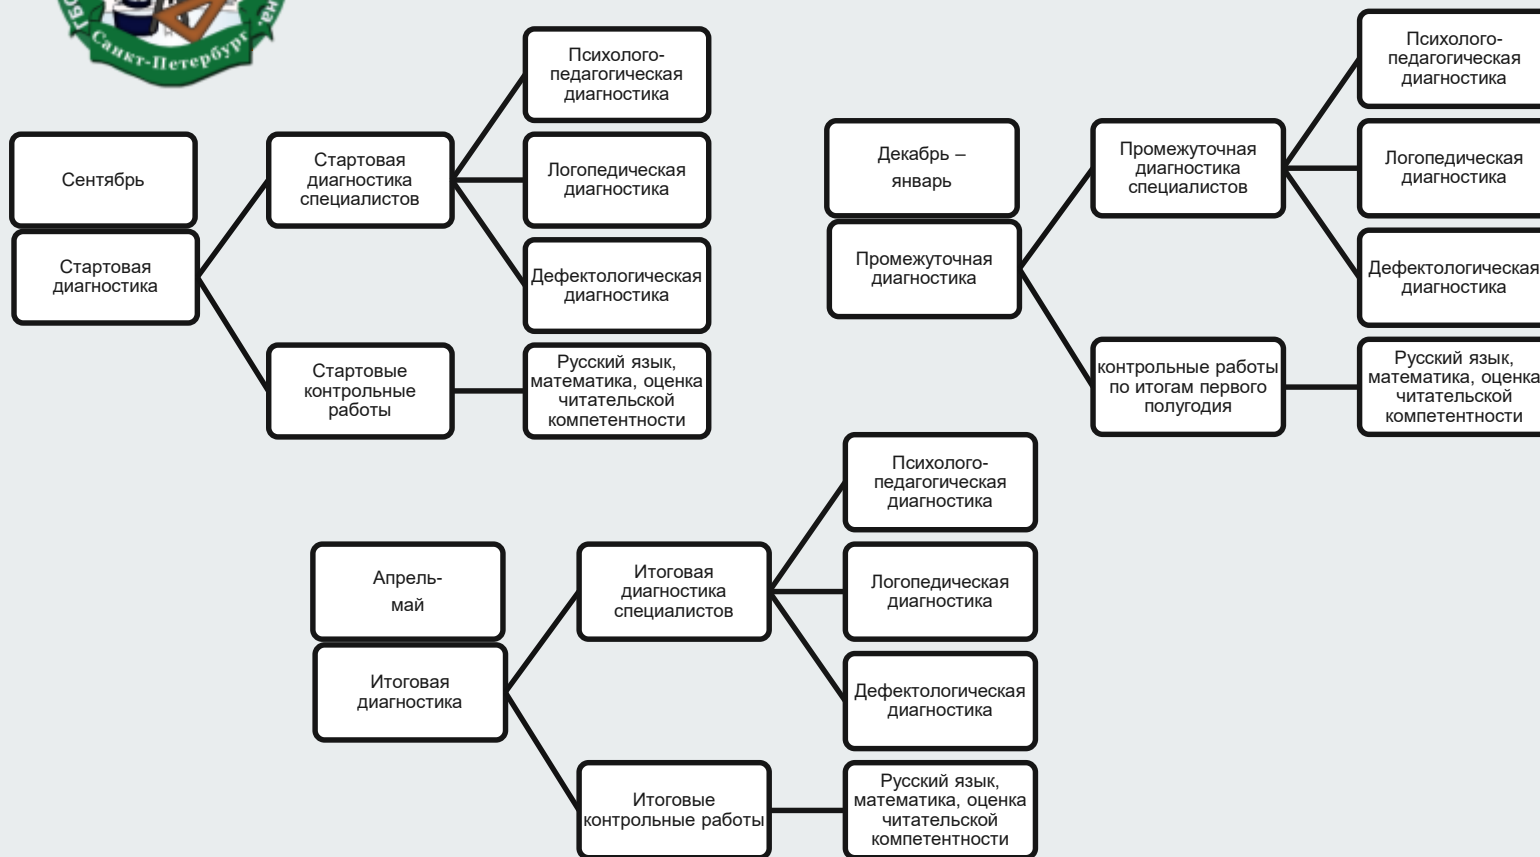 Санкт-Петербург
Сентябрь
Стартовая
диагностика
Стартовая
диагностика
специалистов
Психолого-
педагогическая
диагностика
Логопедическая
диагностика
Дефектологическая
диагностика
Стартовые
контрольные
работы
Русский язык,
математика, оценка
читательской
компетентности
Декабрь –
январь
Промежуточная
диагностика
Промежуточная
диагностика
специалистов
Психолого-
педагогическая
диагностика
Логопедическая
диагностика
Дефектологическая
диагностика
контрольные работы
по итогам первого
полугодия
Русский язык,
математика, оценка
читательской
компетентности
Апрель-
май
Итоговая
диагностика
Итоговая
диагностика
специалистов
Психолого-
педагогическая
диагностика
Логопедическая
диагностика
Дефектологическая
диагностика
Итоговые
контрольные работы
Русский язык,
математика, оценка
читательской
компетентности